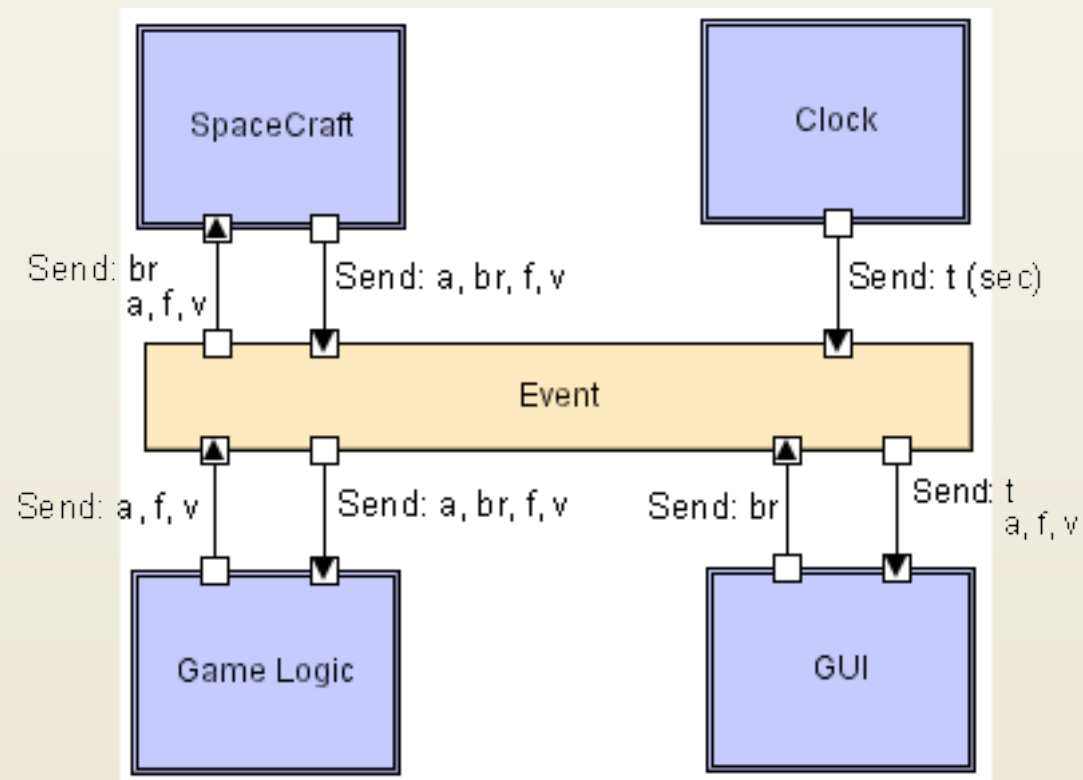 SpaceCraft
Clock
Send: br
a, f, v
Send: a, br, f, v
Send: t (sec)
Event
Send: a, f, v
Send: a, br, f, v
Send: br
Send: t
a, f, v
Game Logic
GUI